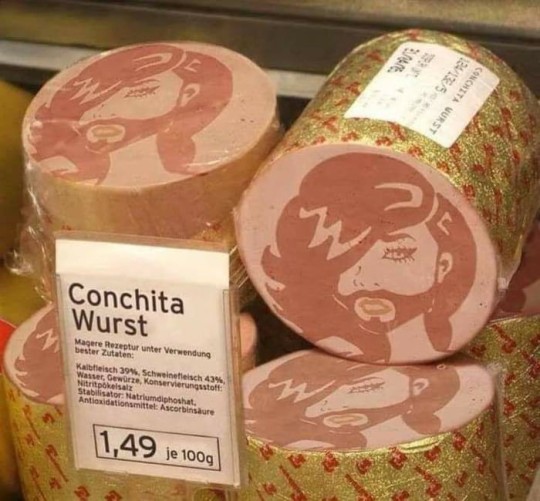 CONCHITA WURST
Conchita
Wurst
Magere Rezeptur unter Verwendung
bester Zutaten:
Kalbfleisch 39%, Schweinefleisch 43%,
Wasser, Gewürze, Konservierungsstoff:
Nitritpökelsalz
Stabilisator: Natriumdiphoshat,
Antioxidationsmittel: Ascorbinsäure
1,49 je 100g